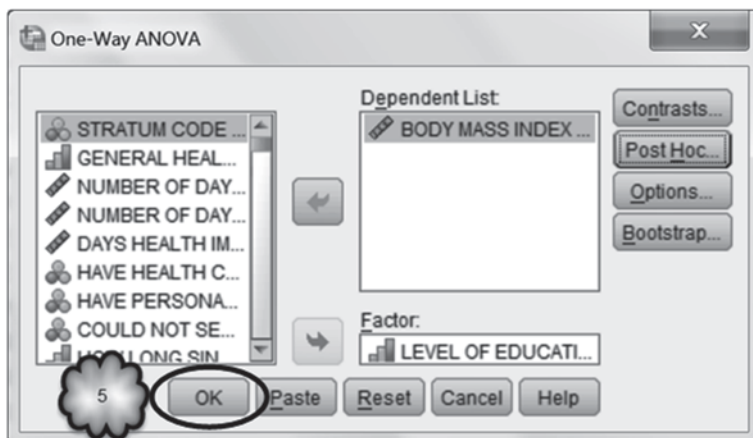 One-Way ANOVA
STRATUM CODE ...
GENERAL HEAL...
NUMBER OF DAY...
NUMBER OF DAY...
DAYS HEALTH IM...
HAVE HEALTH C...
HAVE PERSONA...
COULD NOT SE...
LONG SIN
Dependent List:
BODY MASS INDEX ...
Factor:
LEVEL OF EDUCATI...
Contrasts...
Post Hoc...
Options...
Bootstrap...
5
OK
Paste
Reset
Cancel
Help